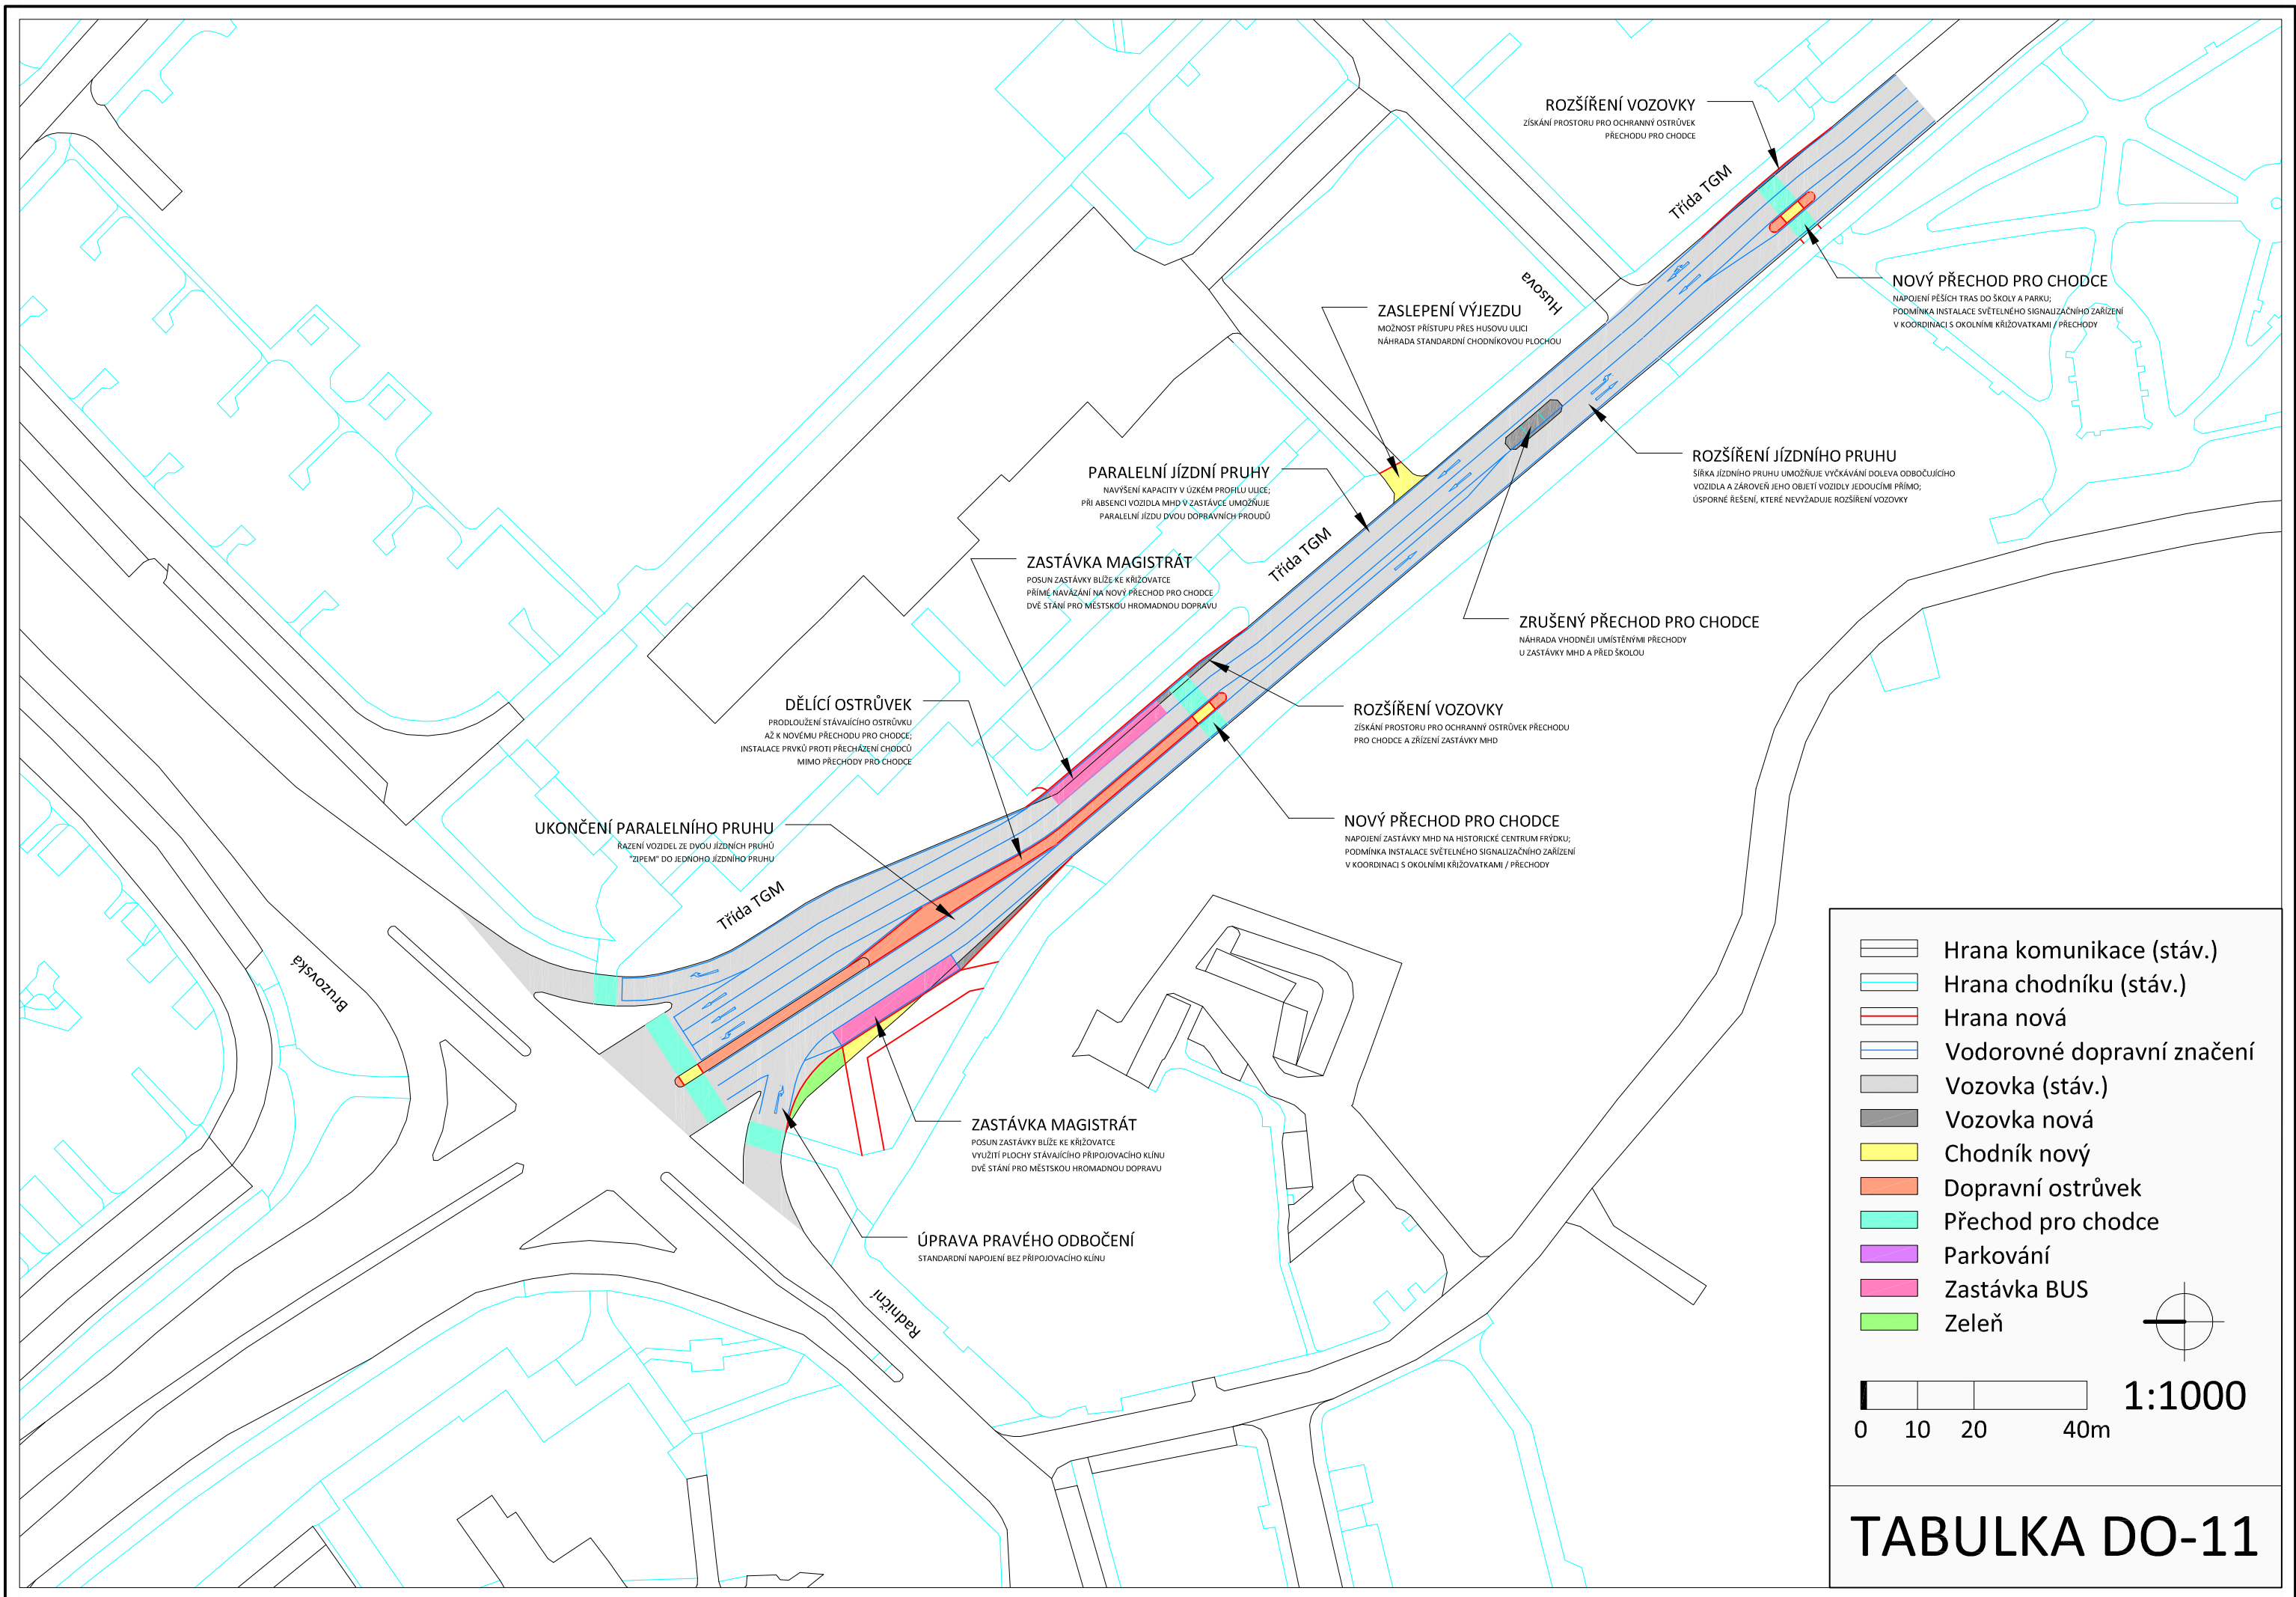 ROZŠÍŘENÍ VOZOVKY
ZÍSKÁNÍ PROSTORU PRO OCHRANNÝ OSTRŮVEK
PŘECHODU PRO CHODCE
Třída TGM
NOVÝ PŘECHOD PRO CHODCE
NAPOJENÍ PĚŠÍCH TRAS DO ŠKOLY A PARKU;
PODMÍNKA INSTALACE SVĚTELNÉHO SIGNALIZAČNÍHO ZAŘÍZENÍ
V KOORDINACI S OKOLNÍMI KŘIŽOVATKAMI / PŘECHODY
Husova
ZASLEPENÍ VÝJEZDU
MOŽNOST PŘÍSTUPU PŘES HUSOVU ULICI
NÁHRADA STANDARDNÍ CHODNÍKOVOU PLOCHOU
ROZŠÍŘENÍ JÍZDNÍHO PRUHU
ŠÍŘKA JÍZDNÍHO PRUHU UMOŽŇUJE VYČKÁVÁNÍ DOLEVA ODBOČUJÍCÍHO
VOZIDLA A ZÁROVEŇ JEHO OBJETÍ VOZIDLY JEDOUCÍMI PŘÍMO;
ÚSPORNÉ ŘEŠENÍ, KTERÉ NEVYŽADUJE ROZŠÍŘENÍ VOZOVKY
PARALELNÍ JÍZDNÍ PRUHY
NAVÝŠENÍ KAPACITY V ÚZKÉM PROFILU ULICE;
PŘI ABSENCI VOZIDLA MHD V ZASTÁVCE UMOŽŇUJE
PARALELNÍ JÍZDU DVOU DOPRAVNÍCH PROUDŮ
Třída TGM
ZASTÁVKA MAGISTRÁT
POSUN ZASTÁVKY BLÍŽE KE KŘIŽOVATCE
PŘÍMÉ NAVÁZÁNÍ NA NOVÝ PŘECHOD PRO CHODCE
DVĚ STÁNÍ PRO MĚSTSKOU HROMADNOU DOPRAVU
ZRUŠENÝ PŘECHOD PRO CHODCE
NÁHRADA VHODNĚJI UMÍSTĚNÝMI PŘECHODY
U ZASTÁVKY MHD A PŘED ŠKOLOU
DĚLÍCÍ OSTRŮVEK
PRODLOUŽENÍ STÁVAJÍCÍHO OSTRŮVKU
AŽ K NOVÉMU PŘECHODU PRO CHODCE;
INSTALACE PRVKŮ PROTI PŘECHÁZENÍ CHODCŮ
MIMO PŘECHODY PRO CHODCE
ROZŠÍŘENÍ VOZOVKY
ZÍSKÁNÍ PROSTORU PRO OCHRANNÝ OSTRŮVEK PŘECHODU
PRO CHODCE A ZŘÍZENÍ ZASTÁVKY MHD
UKONČENÍ PARALELNÍHO PRUHU
ŘAZENÍ VOZIDEL ZE DVOU JÍZDNÍCH PRUHŮ
"ZIPEM" DO JEDNOHO JÍZDNÍHO PRUHU
NOVÝ PŘECHOD PRO CHODCE
NAPOJENÍ ZASTÁVKY MHD NA HISTORICKÉ CENTRUM FRÝDKU;
PODMÍNKA INSTALACE SVĚTELNÉHO SIGNALIZAČNÍHO ZAŘÍZENÍ
V KOORDINACI S OKOLNÍMI KŘIŽOVATKAMI / PŘECHODY
Třída TGM
Bruzovská
ZASTÁVKA MAGISTRÁT
POSUN ZASTÁVKY BLÍŽE KE KŘIŽOVATCE
VYUŽITÍ PLOCHY STÁVAJÍCÍHO PŘIPOJOVACÍHO KLÍNU
DVĚ STÁNÍ PRO MĚSTSKOU HROMADNOU DOPRAVU
ÚPRAVA PRAVÉHO ODBOČENÍ
STANDARDNÍ NAPOJENÍ BEZ PŘIPOJOVACÍHO KLÍNU
Radniční
Hrana komunikace (stáv.)
Hrana chodníku (stáv.)
Hrana nová
Vodorovné dopravní značení
Vozovka (stáv.)
Vozovka nová
Chodník nový
Dopravní ostrůvek
Přechod pro chodce
Parkování
Zastávka BUS
Zeleň
1:1000
0 10 20 40m
TABULKA DO-11